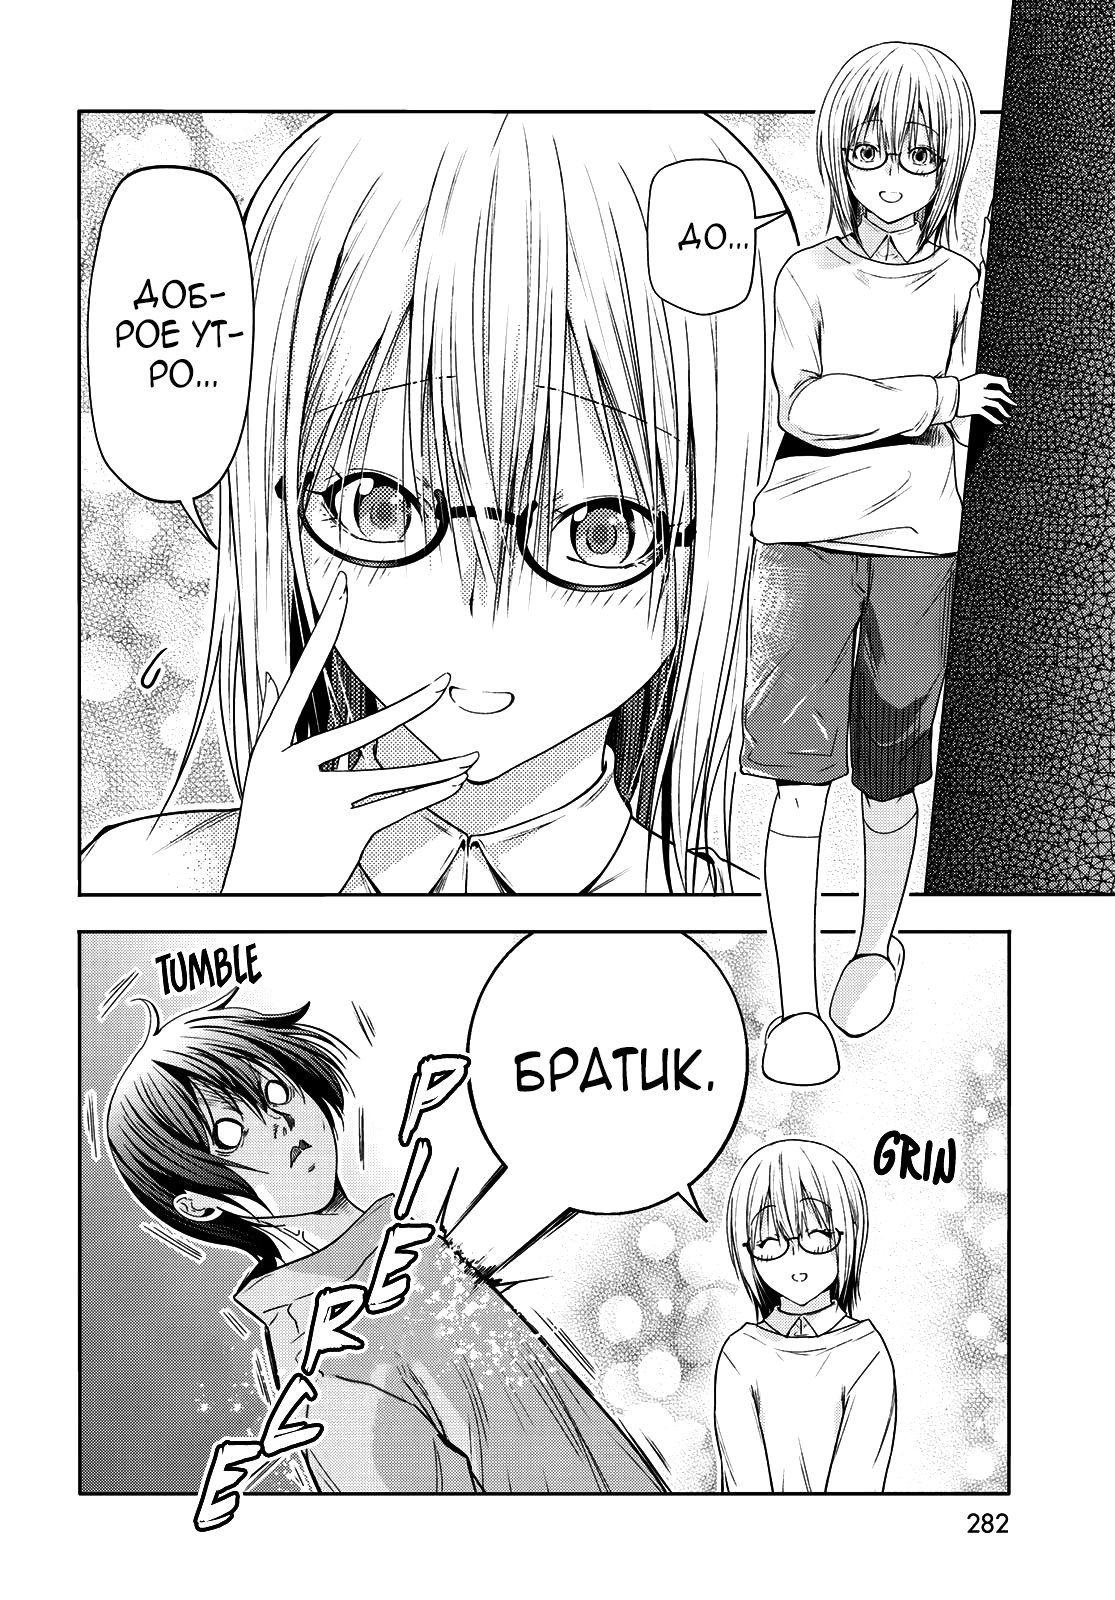 ДО...
ДОБ-
РОЕ УТ-
РО...
TUMBLE
БРАТИК.
PIERCE
GRIN
282